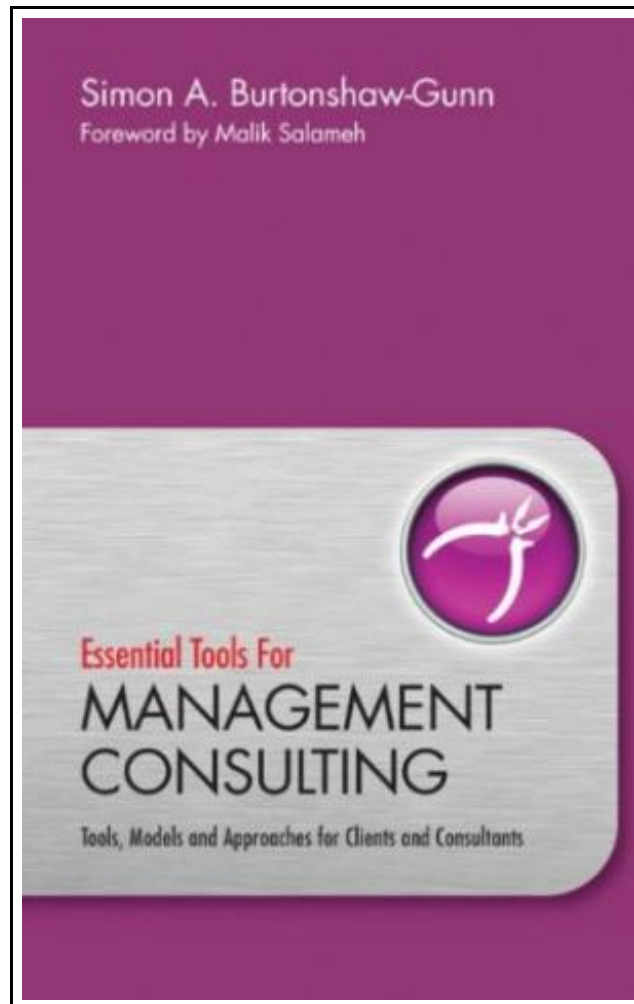 Simon A. Burtonshaw-Gunn
Foreword by Malik Salameh
Essential Tools For
MANAGEMENT
CONSULTING
Tools, Models and Approaches for Clients and Consultants